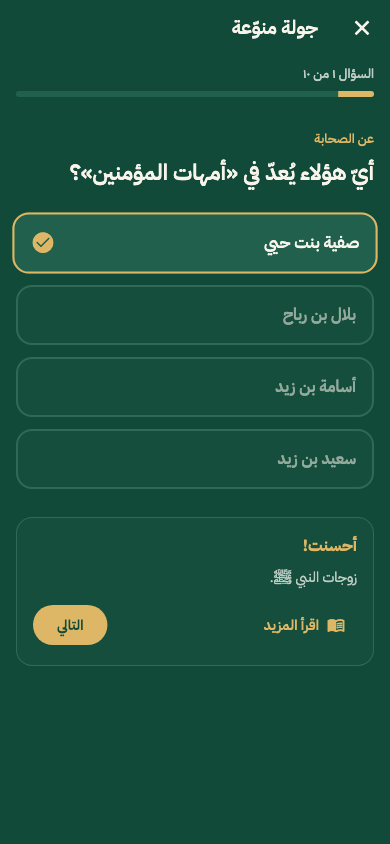 جولة منوّعة
السؤال ١ من ١٠
عن الصحابة
أيّ هؤلاء يُعدّ في «أمهات المؤمنين»؟
صفية بنت حيي
بلال بن رباح
أسامة بن زيد
سعيد بن زيد
أحسنت!
زوجات النبي ﷺ.
اقرأ المزيد
التالي